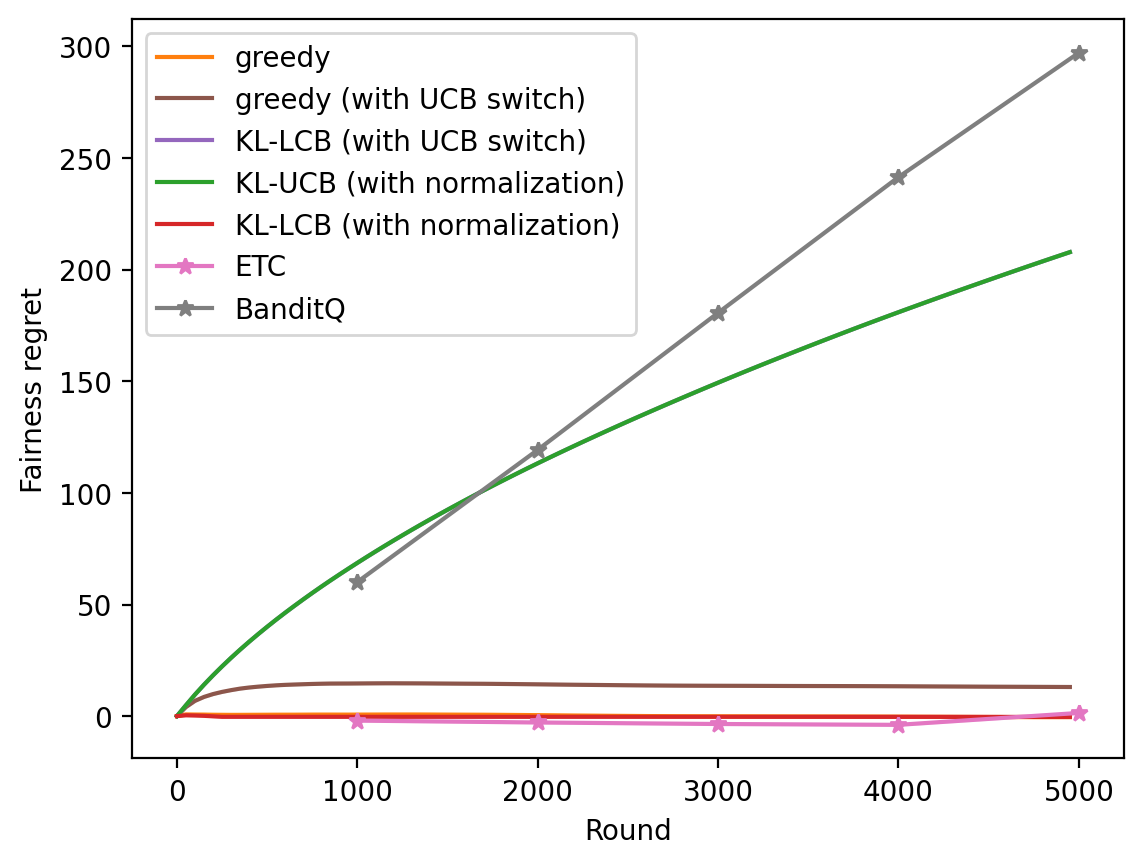 greedy
greedy (with UCB switch)
KL-LCB (with UCB switch)
KL-UCB (with normalization)
KL-LCB (with normalization)
ETC
BanditQ
Fairness regret
300
250
200
150
100
50
0
0 1000 2000 3000 4000 5000
Round